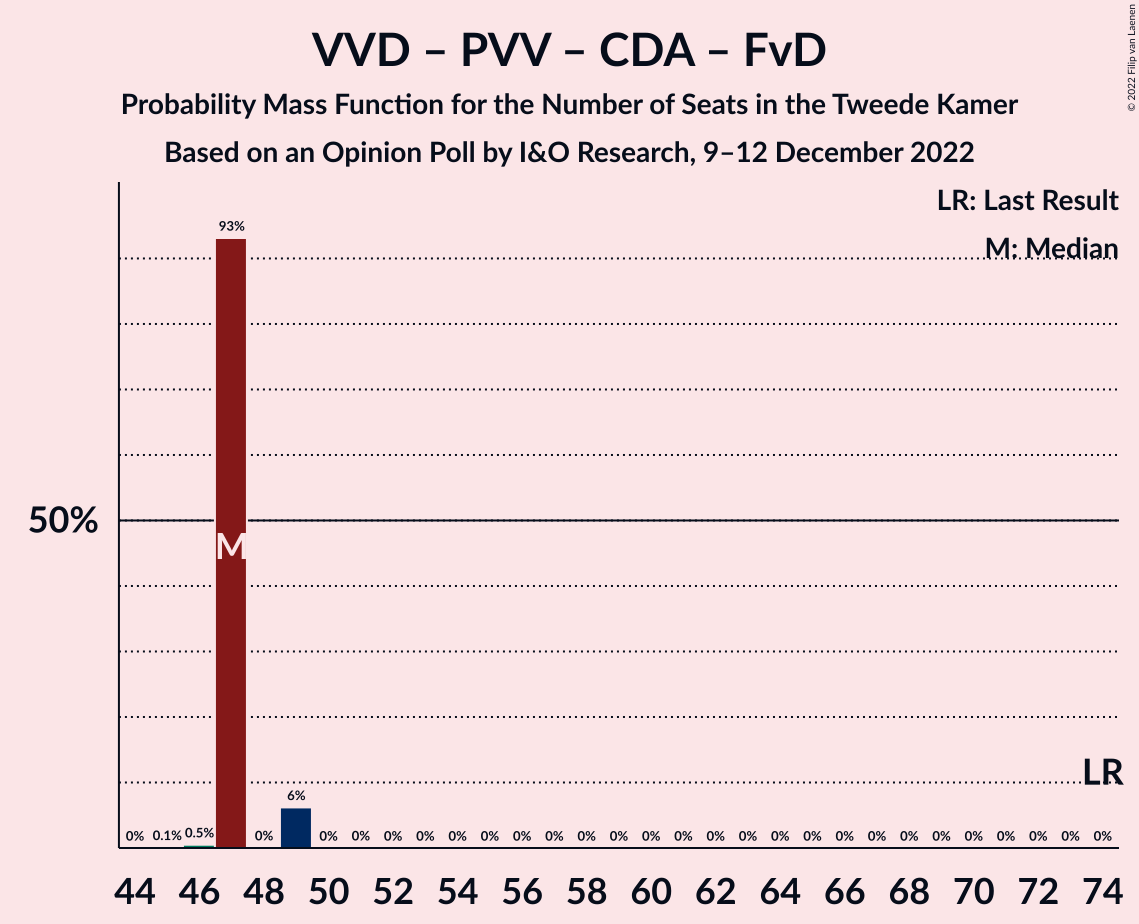 VVD – PVV – CDA – FvD
Probability Mass Function for the Number of Seats in the Tweede Kamer
Based on an Opinion Poll by I&O Research, 9–12 December 2022
© 2022 Filip van Laenen
LR: Last Result
M: Median
93%
50%
M
LR
6%
0% 0.1% 0.5% 0% 0% 0% 0% 0% 0% 0% 0% 0% 0% 0% 0% 0% 0% 0% 0% 0% 0% 0% 0% 0% 0% 0% 0% 0% 0%
44 46 48 50 52 54 56 58 60 62 64 66 68 70 72 74